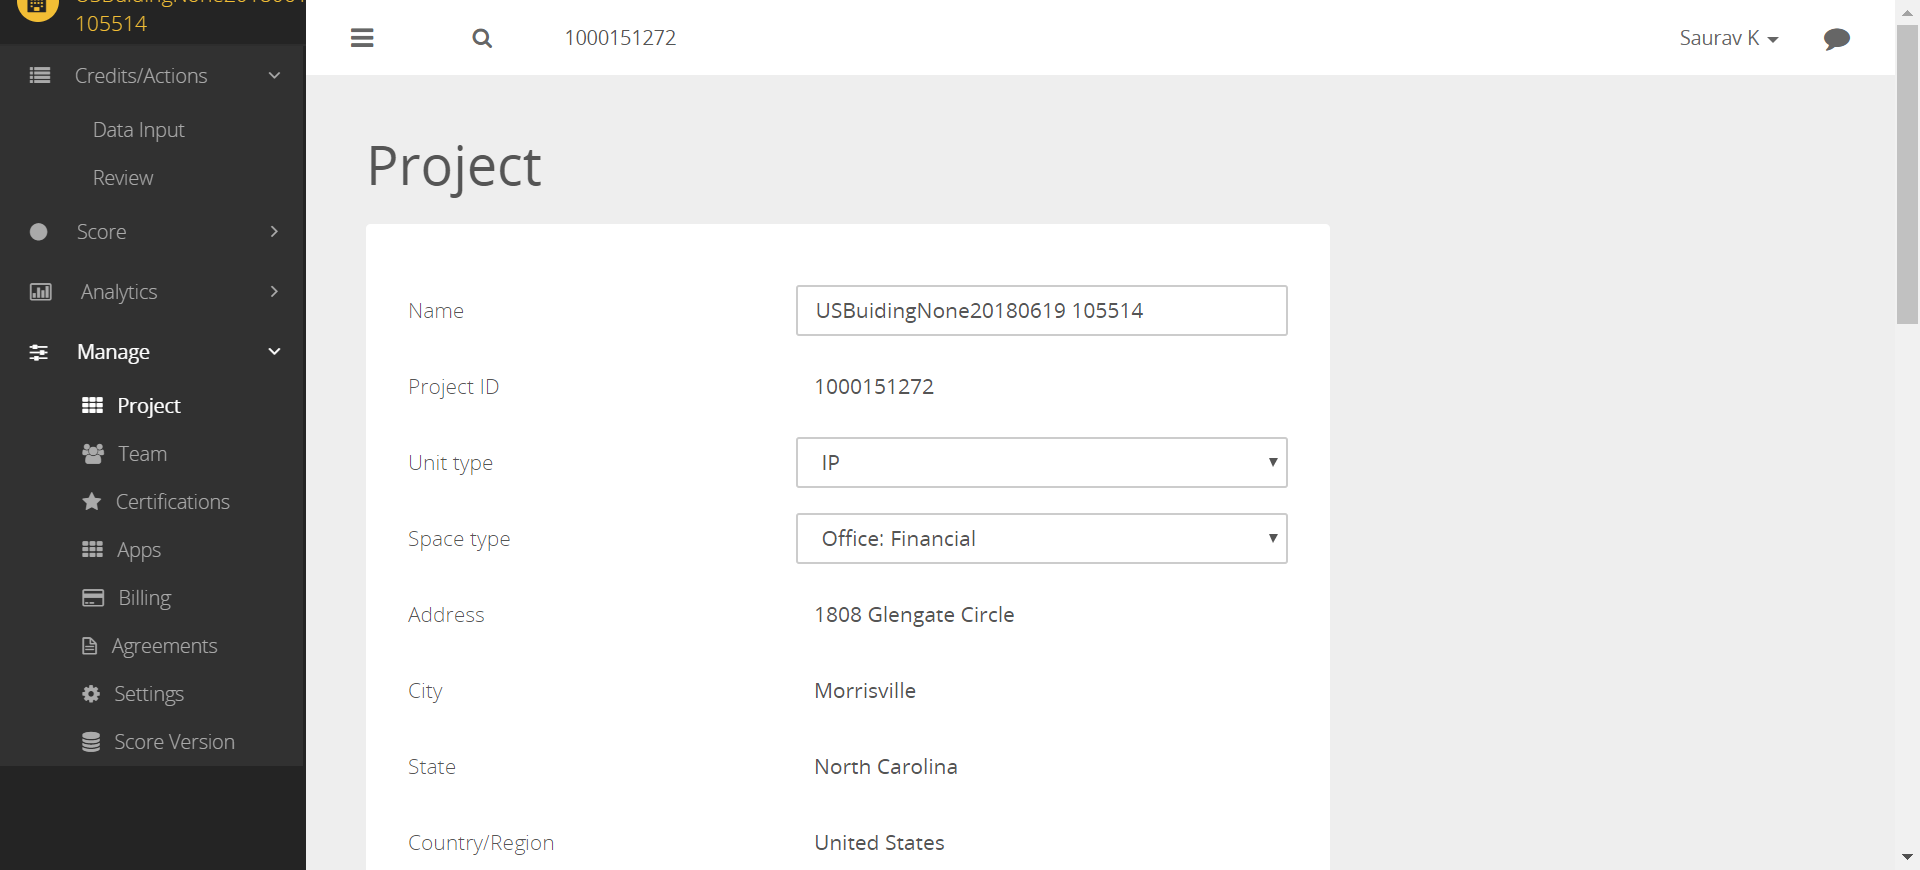 105514
Credits/Actions
Data Input
Review
Score
Analytics
Manage
Project
Team
Certifications
Apps
Billing
Agreements
Settings
Score Version
1000151272
Saurav K
Project
Name
USBuidingNone20180619 105514
Project ID
1000151272
Unit type
IP
Space type
Office: Financial
Address
1808 Glengate Circle
City
Morrisville
State
North Carolina
Country/Region
United States